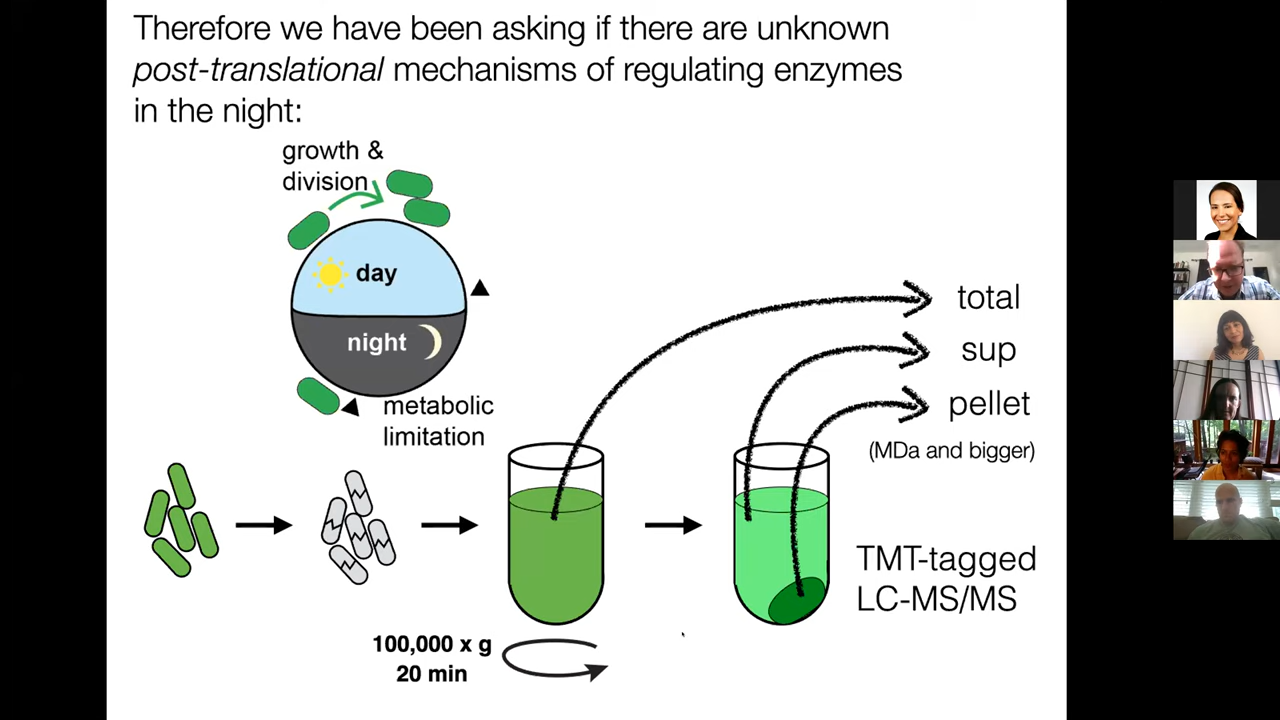 Therefore we have been asking if there are unknown
post-translational mechanisms of regulating enzymes
in the night:
growth &
division
day
night
metabolic
limitation
total
sup
pellet
(MDa and bigger)
TMT-tagged
LC-MS/MS
100,000 x g
20 min